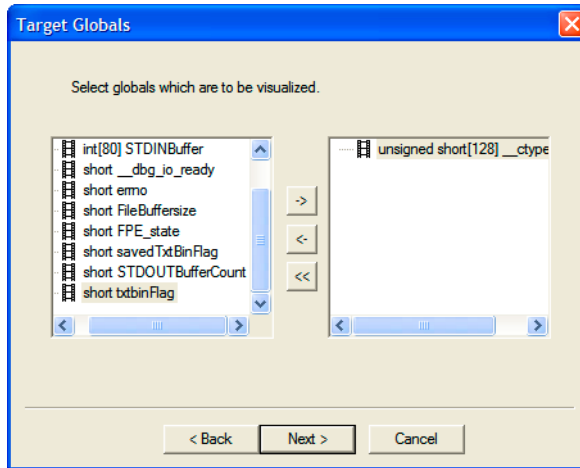 Target Globals
Select globals which are to be visualized.
int[80] STDINBuffer
short __dbg_io_ready
short errno
short FileBuffersize
short FPE_state
short savedTxtBinFlag
short STDOUTBufferCount
short txtbinFlag
->
<-
<<
unsigned short[128] __ctype
< Back
Next >
Cancel